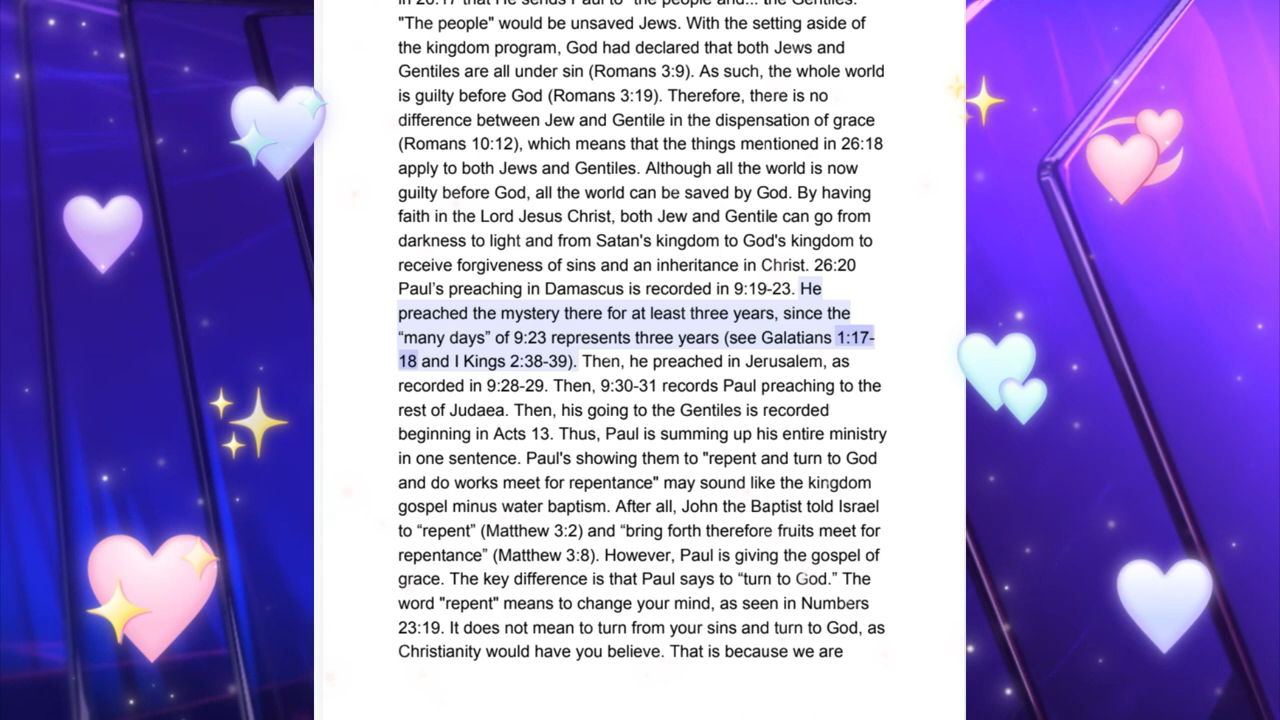 in 26:17 that He sends Paul to "the people and... the Gentiles."
"The people" would be unsaved Jews. With the setting aside of
the kingdom program, God had declared that both Jews and
Gentiles are all under sin (Romans 3:9). As such, the whole world
is guilty before God (Romans 3:19). Therefore, there is no
difference between Jew and Gentile in the dispensation of grace
(Romans 10:12), which means that the things mentioned in 26:18
apply to both Jews and Gentiles. Although all the world is now
guilty before God, all the world can be saved by God. By having
faith in the Lord Jesus Christ, both Jew and Gentile can go from
darkness to light and from Satan's kingdom to God's kingdom to
receive forgiveness of sins and an inheritance in Christ. 26:20
Paul’s preaching in Damascus is recorded in 9:19-23. He
preached the mystery there for at least three years, since the
“many days” of 9:23 represents three years (see Galatians 1:17-
18 and I Kings 2:38-39). Then, he preached in Jerusalem, as
recorded in 9:28-29. Then, 9:30-31 records Paul preaching to the
rest of Judaea. Then, his going to the Gentiles is recorded
beginning in Acts 13. Thus, Paul is summing up his entire ministry
in one sentence. Paul's showing them to "repent and turn to God
and do works meet for repentance" may sound like the kingdom
gospel minus water baptism. After all, John the Baptist told Israel
to “repent” (Matthew 3:2) and “bring forth therefore fruits meet for
repentance” (Matthew 3:8). However, Paul is giving the gospel of
grace. The key difference is that Paul says to “turn to God.” The
word "repent" means to change your mind, as seen in Numbers
23:19. It does not mean to turn from your sins and turn to God, as
Christianity would have you believe. That is because we are